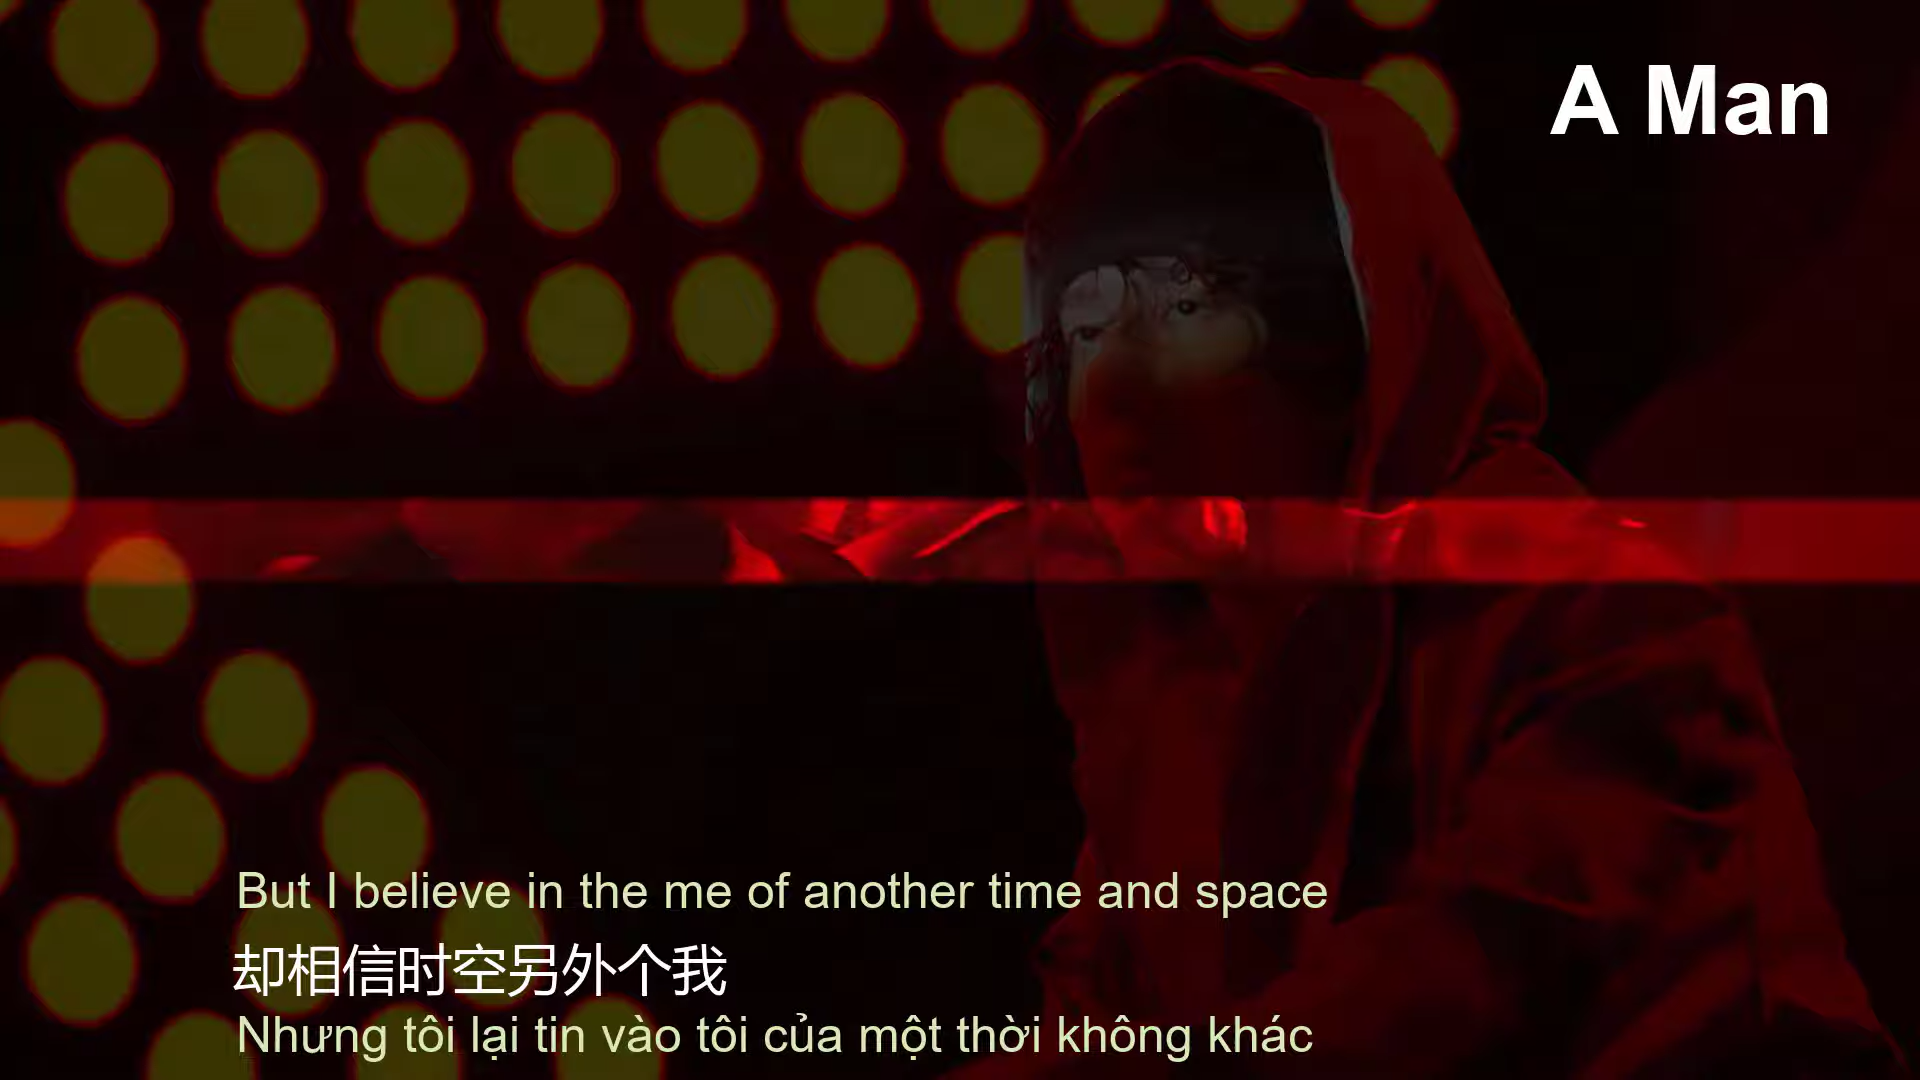 A Man
But I believe in the me of another time and space
却相信时空另外个我
Nhưng tôi lại tin vào tôi của một thời không khác